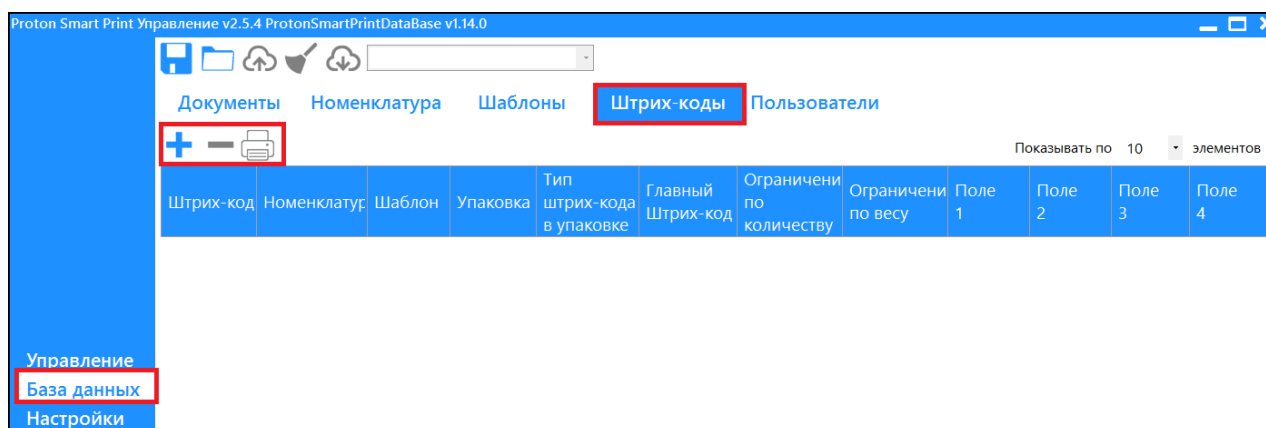 Proton Smart Print Управление v2.5.4 ProtonSmartPrintDataBase v1.14.0
Документы Номенклатура Шаблоны Штрих-коды Пользователи
Показывать по 10 элементов
Штрих-код Номенклатур Шаблон Упаковка Тип штрих-кода в упаковке Главный Штрих-код Ограничени по количеству Ограничени по весу Поле 1 Поле 2 Поле 3 Поле 4
Управление
База данных
Настройки